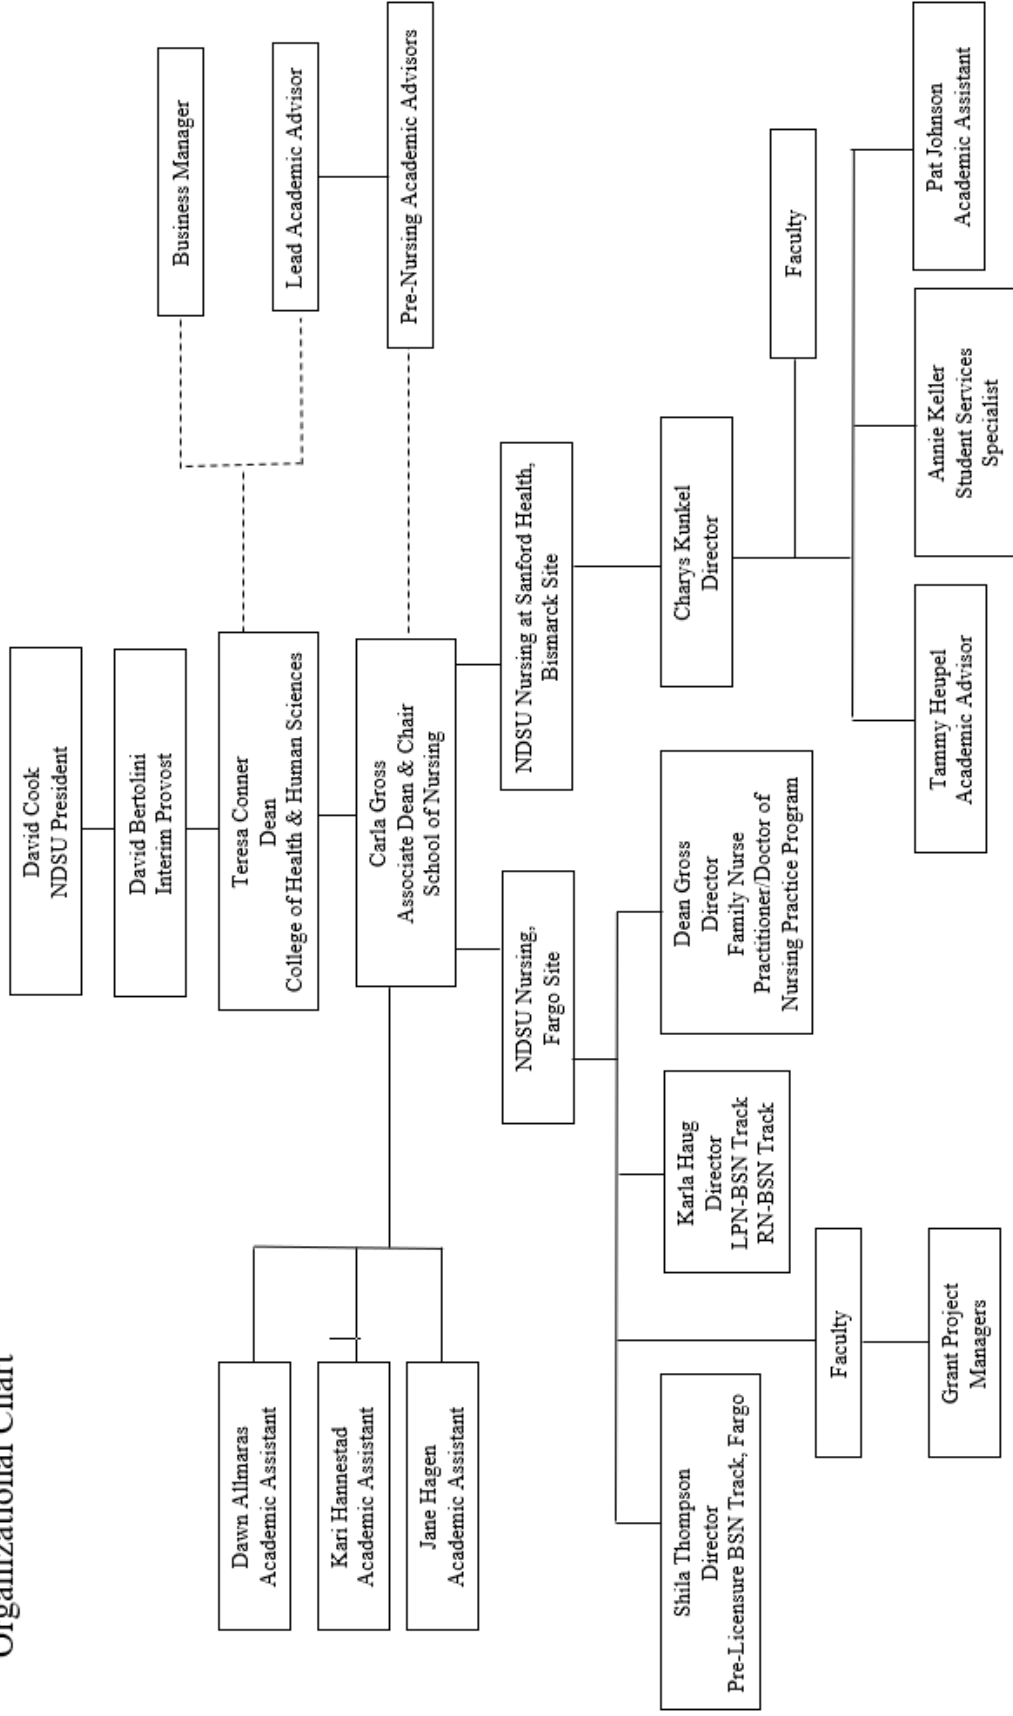 Organizational Chart
David Cook
NDSU President
David Bertolini
Interim Provost
Teresa Conner
Dean
College of Health & Human Sciences
Business Manager
Lead Academic Advisor
Pre-Nursing Academic Advisors
Carla Gross
Associate Dean & Chair
School of Nursing
Dawn Allmaras
Academic Assistant
Kari Hannestad
Academic Assistant
Jane Hagen
Academic Assistant
NDSU Nursing,
Fargo Site
NDSU Nursing at Sanford Health,
Bismarck Site
Shila Thompson
Director
Pre-Licensure BSN Track, Fargo
Karla Haug
Director
LPN-BSN Track
RN-BSN Track
Dean Gross
Director
Family Nurse
Practitioner/Doctor of
Nursing Practice Program
Charys Kunkel
Director
Faculty
Grant Project
Managers
Faculty
Tammy Heupel
Academic Advisor
Annie Keller
Student Services
Specialist
Pat Johnson
Academic Assistant